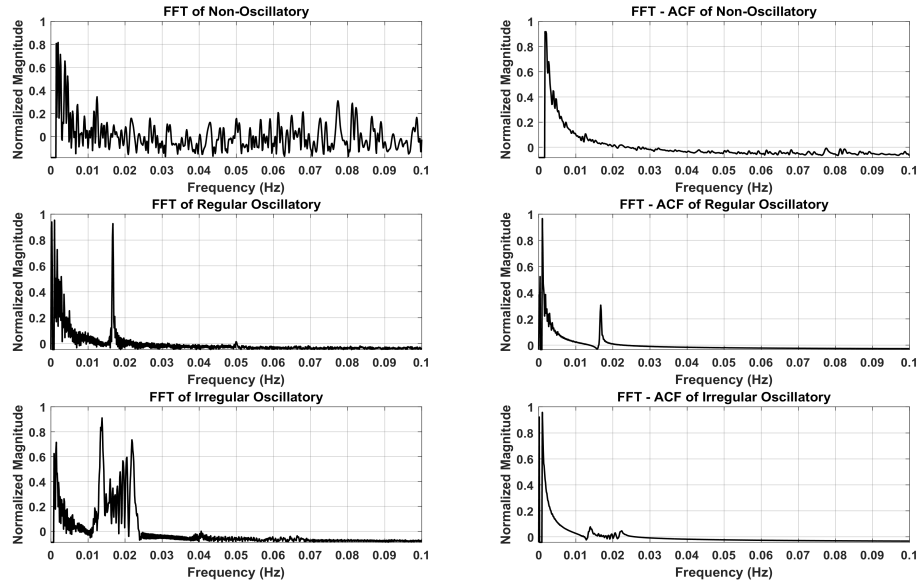 FFT of Non-Oscillatory
Normalized Magnitude
1
0.8
0.6
0.4
0.2
0
0 0.01 0.02 0.03 0.04 0.05 0.06 0.07 0.08 0.09 0.1
Frequency (Hz)
FFT - ACF of Non-Oscillatory
Normalized Magnitude
1
0.8
0.6
0.4
0.2
0
0 0.01 0.02 0.03 0.04 0.05 0.06 0.07 0.08 0.09 0.1
Frequency (Hz)
FFT of Regular Oscillatory
Normalized Magnitude
1
0.8
0.6
0.4
0.2
0
0 0.01 0.02 0.03 0.04 0.05 0.06 0.07 0.08 0.09 0.1
Frequency (Hz)
FFT - ACF of Regular Oscillatory
Normalized Magnitude
1
0.8
0.6
0.4
0.2
0
0 0.01 0.02 0.03 0.04 0.05 0.06 0.07 0.08 0.09 0.1
Frequency (Hz)
FFT of Irregular Oscillatory
Normalized Magnitude
1
0.8
0.6
0.4
0.2
0
0 0.01 0.02 0.03 0.04 0.05 0.06 0.07 0.08 0.09 0.1
Frequency (Hz)
FFT - ACF of Irregular Oscillatory
Normalized Magnitude
1
0.8
0.6
0.4
0.2
0
0 0.01 0.02 0.03 0.04 0.05 0.06 0.07 0.08 0.09 0.1
Frequency (Hz)